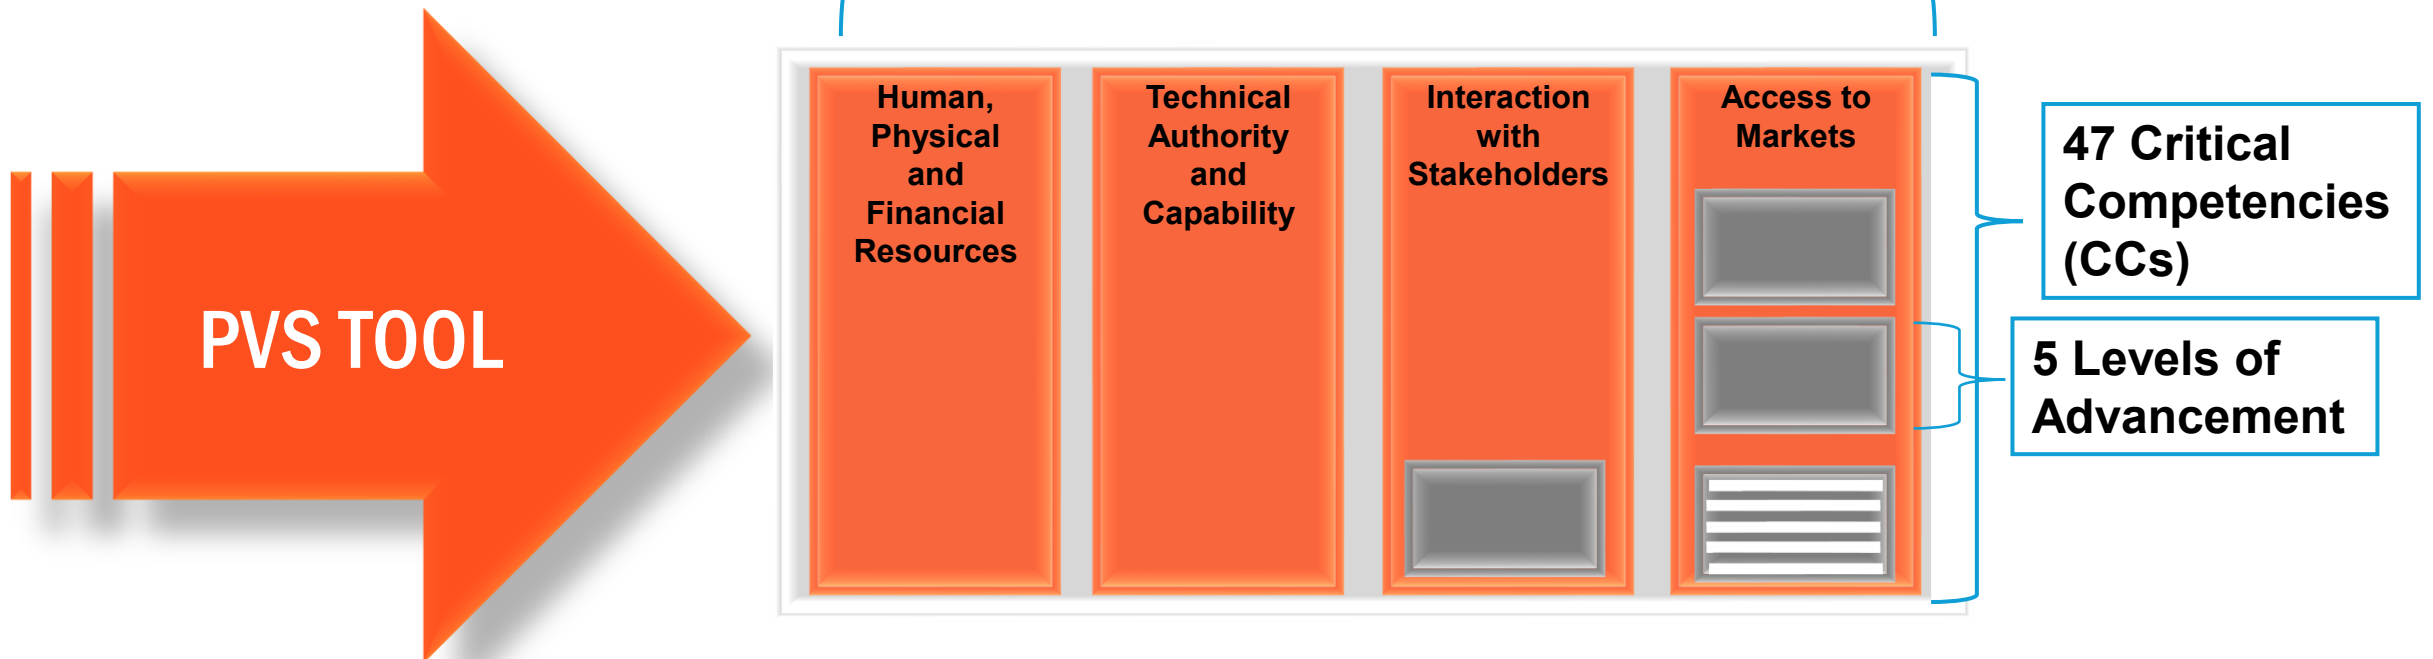 PVS TOOL
Human,
Physical
and
Financial
Resources
Technical
Authority
and
Capability
Interaction
with
Stakeholders
Access to
Markets
47 Critical
Competencies
(CCs)
5 Levels of
Advancement